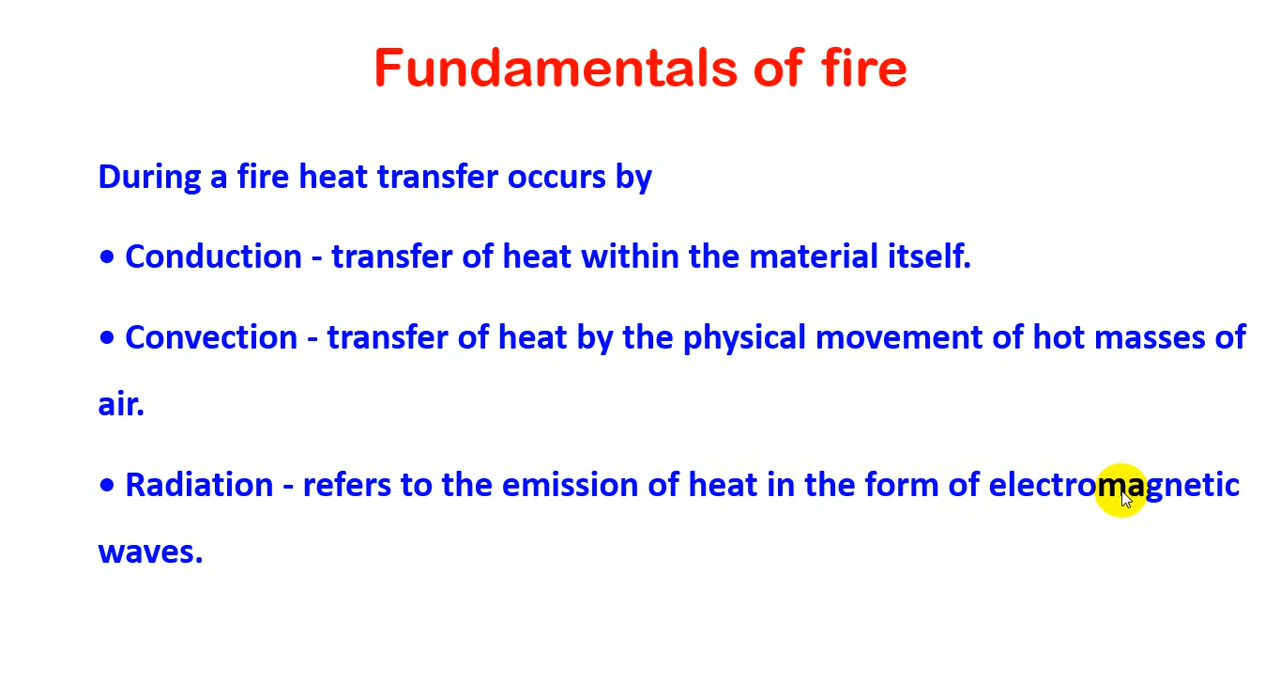 Fundamentals of fire
During a fire heat transfer occurs by
• Conduction - transfer of heat within the material itself.
• Convection - transfer of heat by the physical movement of hot masses of
air.
• Radiation - refers to the emission of heat in the form of electromagnetic
waves.